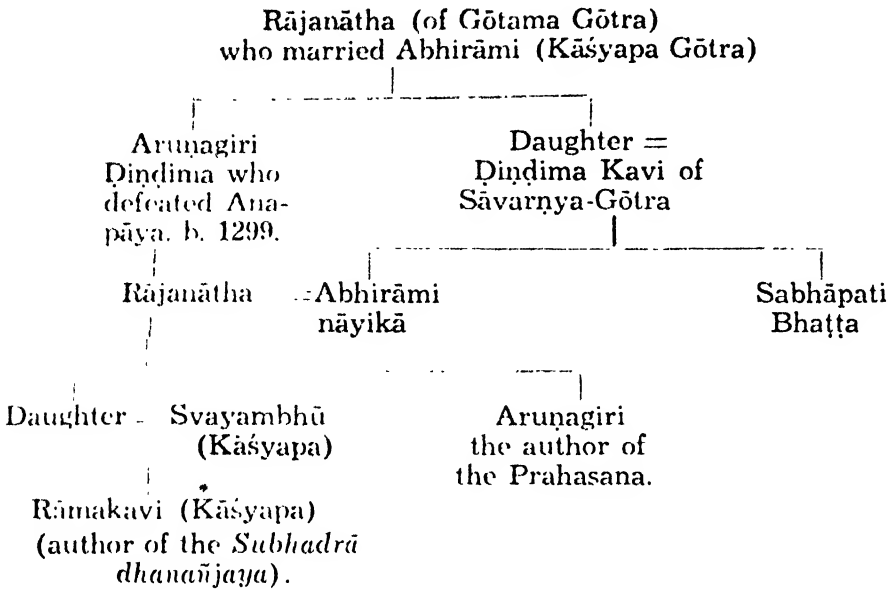 Rājanātha (of Gōtama Gōtra)
who married Abhirāmi (Kāśyapa Gōtra)
Aruṇagiri
Ḍiṇḍima who
defeated Ana-
pāya. b. 1299.
Daughter =
Ḍiṇḍima Kavi of
Sāvarṇya-Gōtra
Rājanātha = Abhirāmi
nāyikā
Sabhāpati
Bhaṭṭa
Daughter - Svayambhū
(Kāśyapa)
Aruṇagiri
the author of
the Prahasana.
Rāmakavi (Kāśyapa)
(author of the Subhadrā
dhanañjaya).